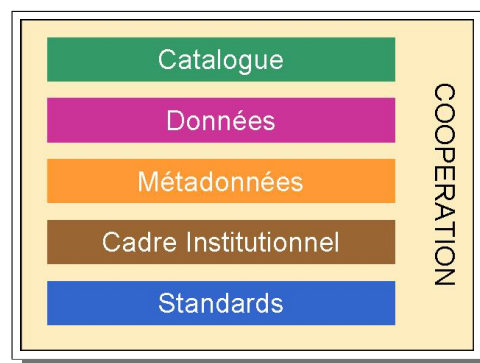 Catalogue
Données
Métadonnées
Cadre Institutionnel
Standards
COOPERATION